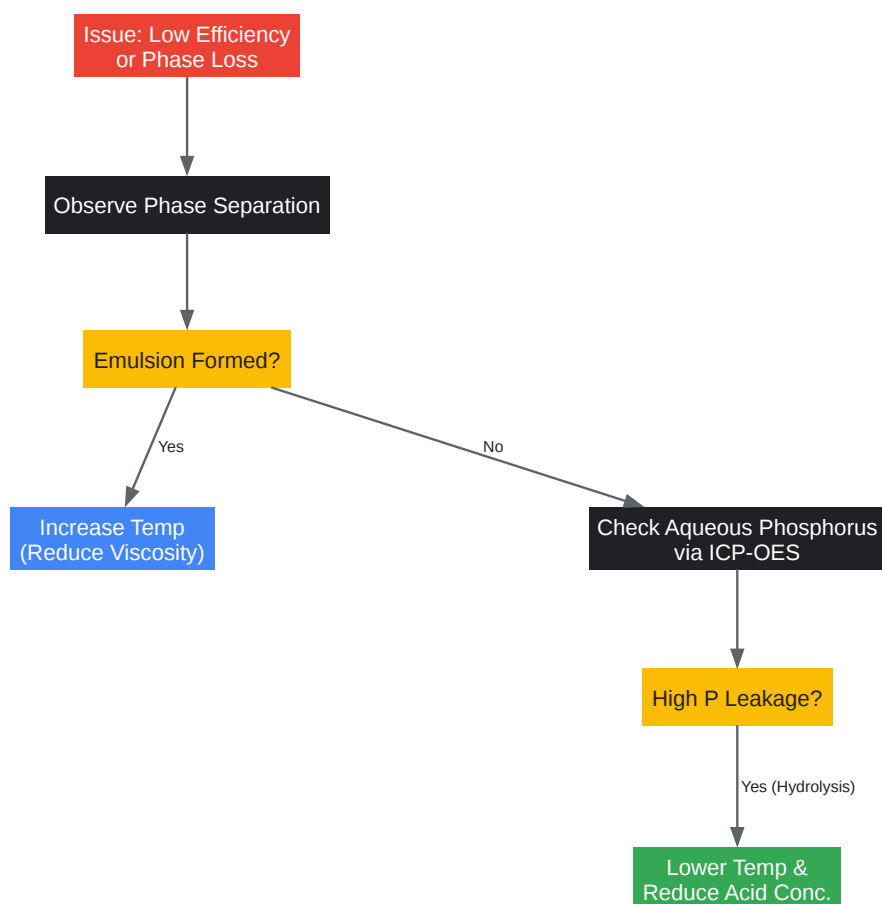 Issue: Low Efficiency
or Phase Loss
Observe Phase Separation
Emulsion Formed?
Yes
No
Increase Temp
(Reduce Viscosity)
Check Aqueous Phosphorus
via ICP-OES
High P Leakage?
Yes (Hydrolysis)
Lower Temp &
Reduce Acid Conc.